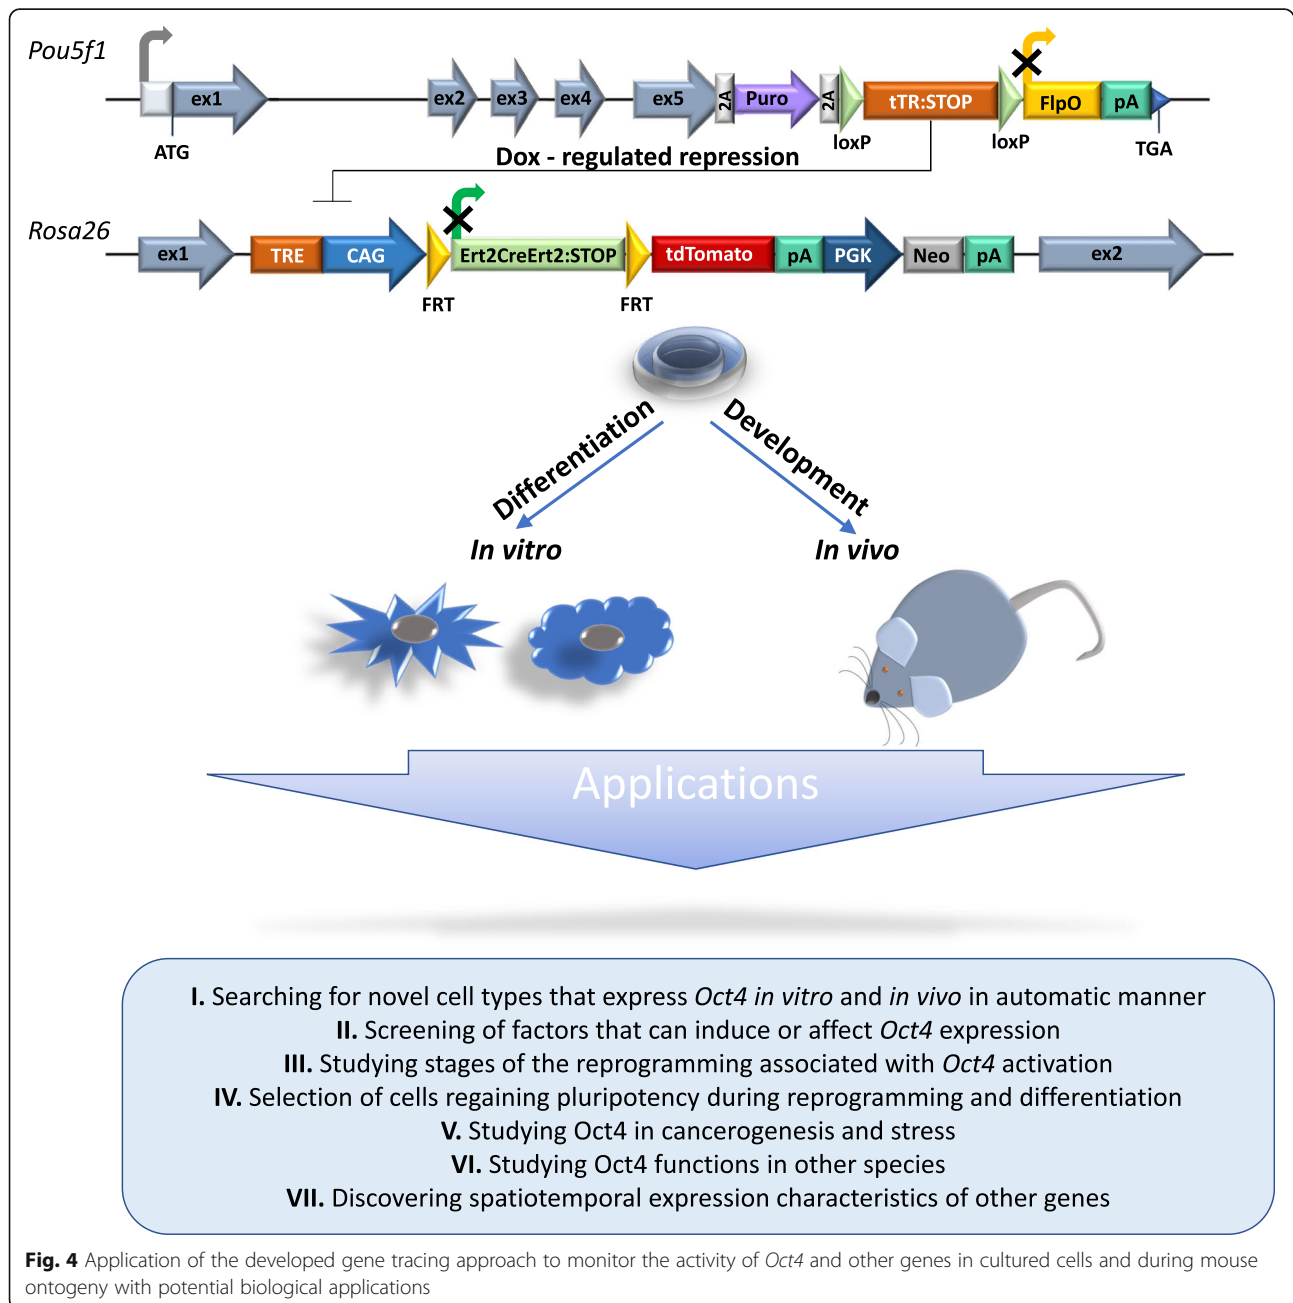 Pou5f1
ex1
ex2
ex3
ex4
ex5
2A
Puro
2A
tTR:STOP
FlpO
pA
ATG
loxP
loxP
TGA
Dox - regulated repression
Rosa26
ex1
TRE
CAG
Ert2CreErt2:STOP
tdTomato
pA
PGK
Neo
pA
ex2
FRT
FRT
Differentiation
Development
In vitro
In vivo
Applications
I. Searching for novel cell types that express Oct4 in vitro and in vivo in automatic manner
II. Screening of factors that can induce or affect Oct4 expression
III. Studying stages of the reprogramming associated with Oct4 activation
IV. Selection of cells regaining pluripotency during reprogramming and differentiation
V. Studying Oct4 in cancerogenesis and stress
VI. Studying Oct4 functions in other species
VII. Discovering spatiotemporal expression characteristics of other genes
Fig. 4 Application of the developed gene tracing approach to monitor the activity of Oct4 and other genes in cultured cells and during mouse
ontogeny with potential biological applications